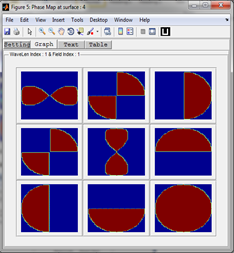 Figure 5: Phase Map at surface : 4
File Edit View Insert Tools Desktop Window Help
Setting Graph Text Table
WaveLen Index : 1 & Field Index : 1